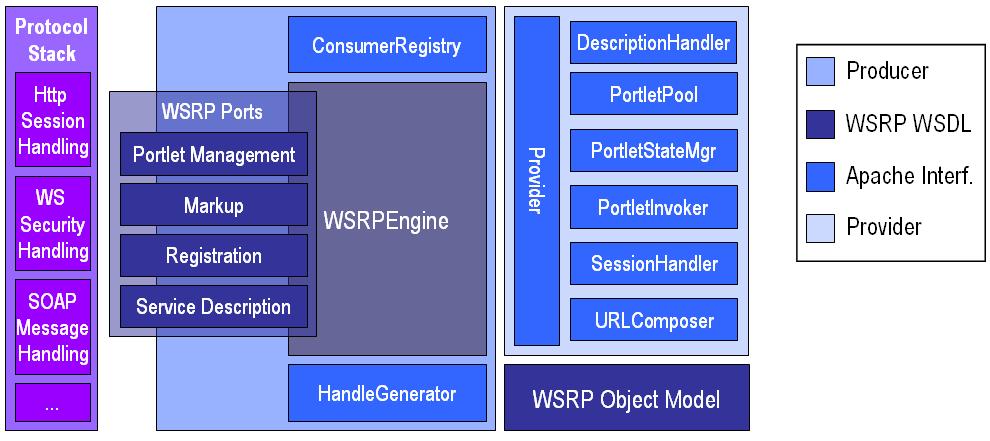 Protocol
Stack
Http
Session
Handling
WS
Security
Handling
SOAP
Message
Handling
...
WSRP Ports
Portlet Management
Markup
Registration
Service Description
ConsumerRegistry
WSRPEngine
HandleGenerator
Provider
DescriptionHandler
PortletPool
PortletStateMgr
PortletInvoker
SessionHandler
URLComposer
WSRP Object Model
Producer
WSRP WSDL
Apache Interf.
Provider